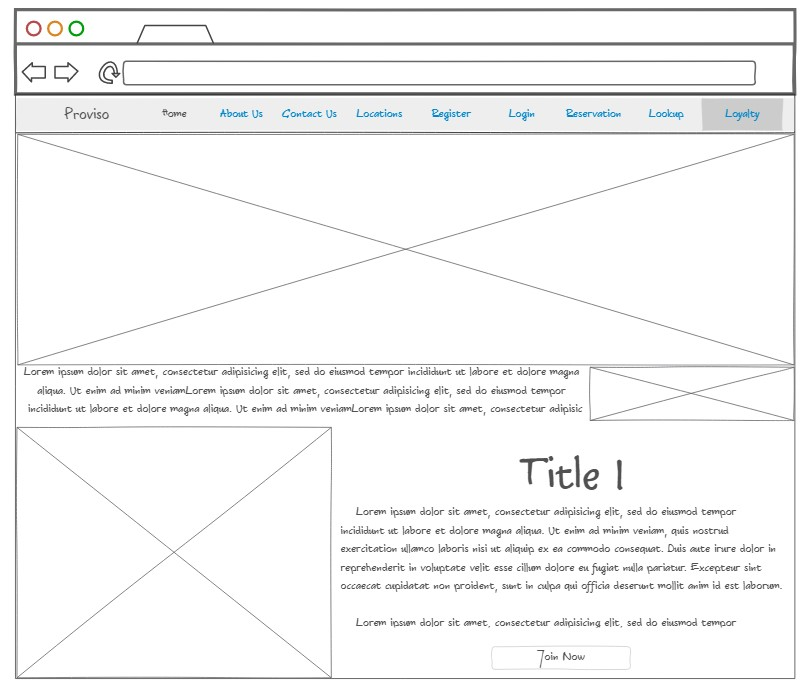 Proviso Home About Us Contact Us Locations Register Login Reservation Lookup Loyalty
Lorem ipsum dolor sit amet, consectetur adipisicing elit, sed do eiusmod tempor incididunt ut labore et dolore magna
aliqua. Ut enim ad minim veniamLorem ipsum dolor sit amet, consectetur adipisicing elit, sed do eiusmod tempor
incididunt ut labore et dolore magna aliqua. Ut enim ad minim veniamLorem ipsum dolor sit amet, consectetur adipisic
Title 1
Lorem ipsum dolor sit amet, consectetur adipisicing elit, sed do eiusmod tempor
incididunt ut labore et dolore magna aliqua. Ut enim ad minim veniam, quis nostrud
exercitation ullamco laboris nisi ut aliquip ex ea commodo consequat. Duis aute irure dolor in
reprehenderit in voluptate velit esse cillum dolore eu fugiat nulla pariatur. Excepteur sint
occaecat cupidatat non proident, sunt in culpa qui officia deserunt mollit anim id est laborum.
Lorem ipsum dolor sit amet, consectetur adipisicing elit, sed do eiusmod tempor
Join Now